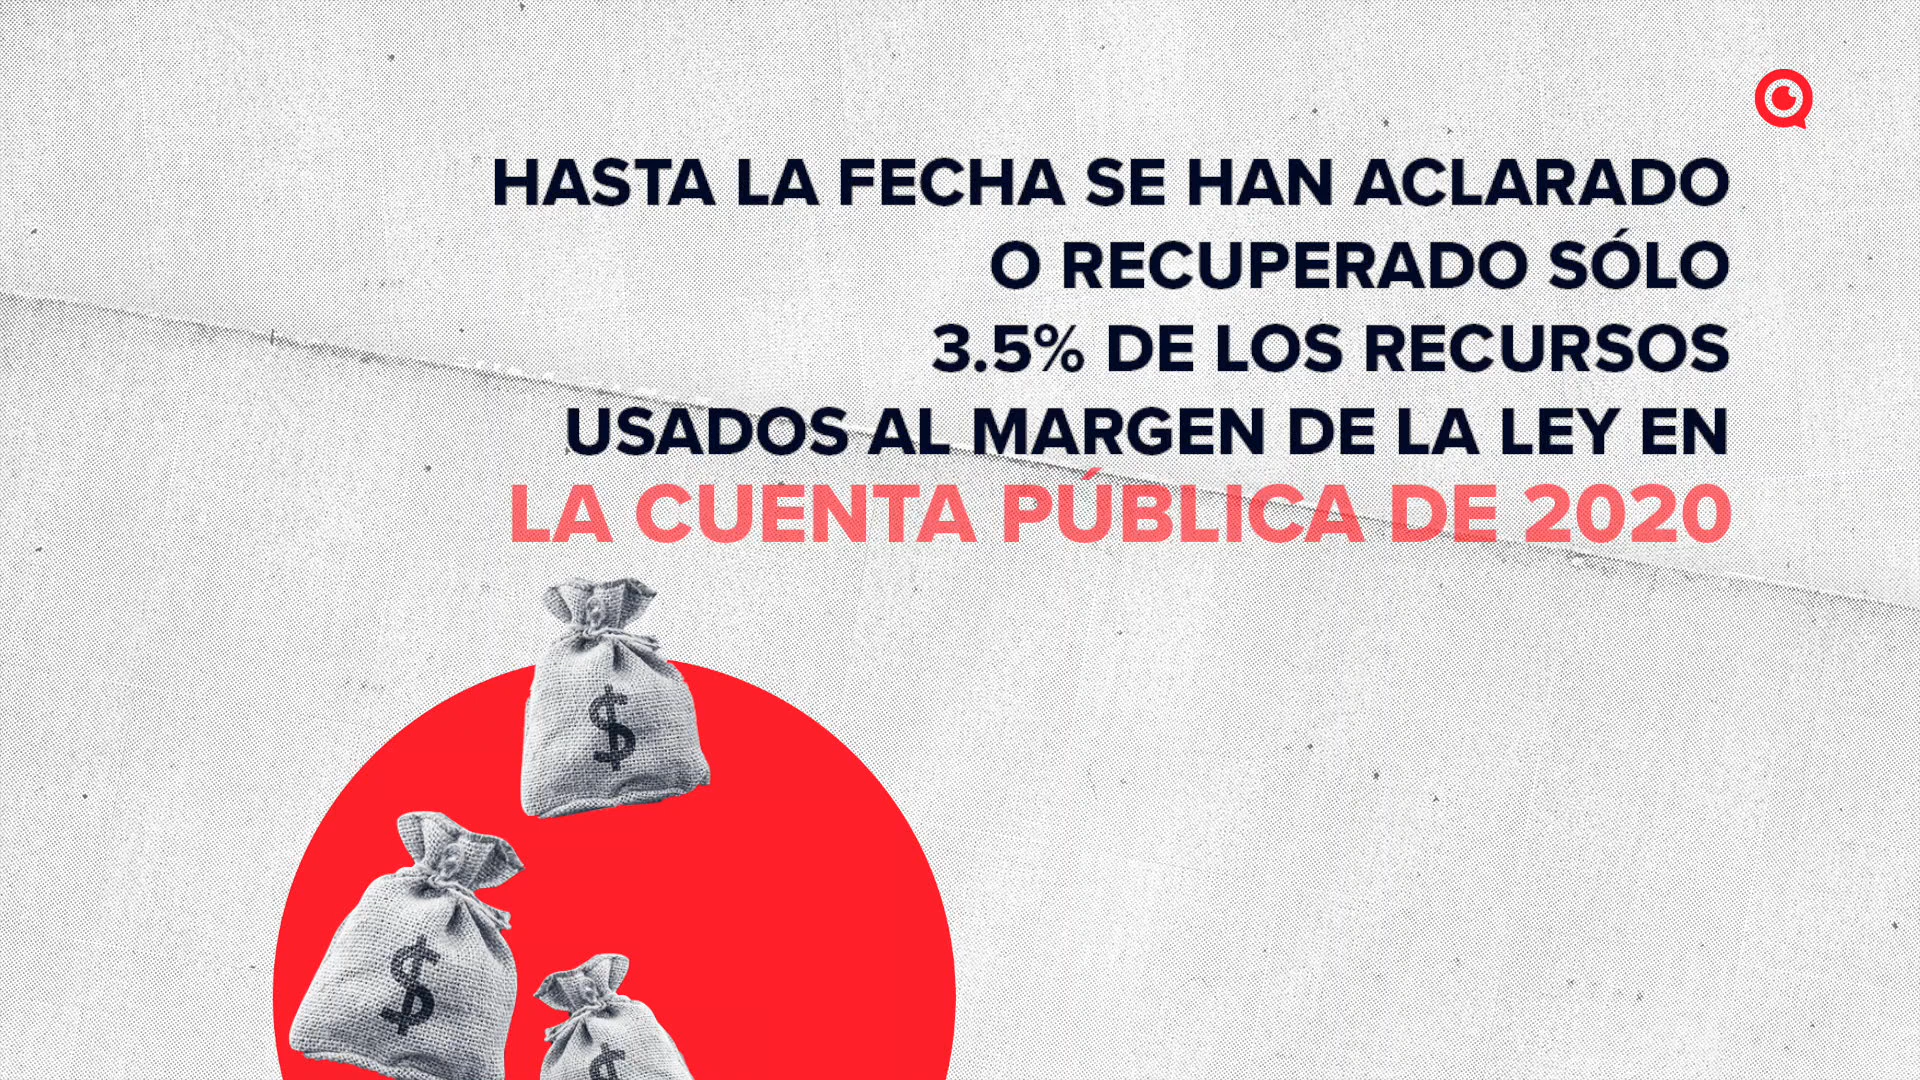 HASTA LA FECHA SE HAN ACLARADO
O RECUPERADO SÓLO
3.5% DE LOS RECURSOS
USADOS AL MARGEN DE LA LEY EN
LA CUENTA PÚBLICA DE 2020
$
$
$